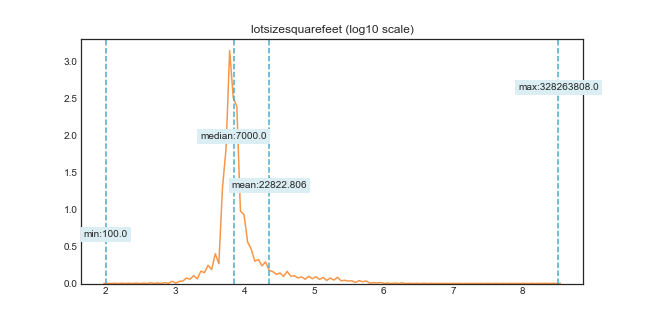 lotsizesquarefeet (log10 scale)
3.0
2.5
2.0
1.5
1.0
0.5
0.0
max:328263808.0
median:7000.0
mean:22822.806
min:100.0
2 3 4 5 6 7 8